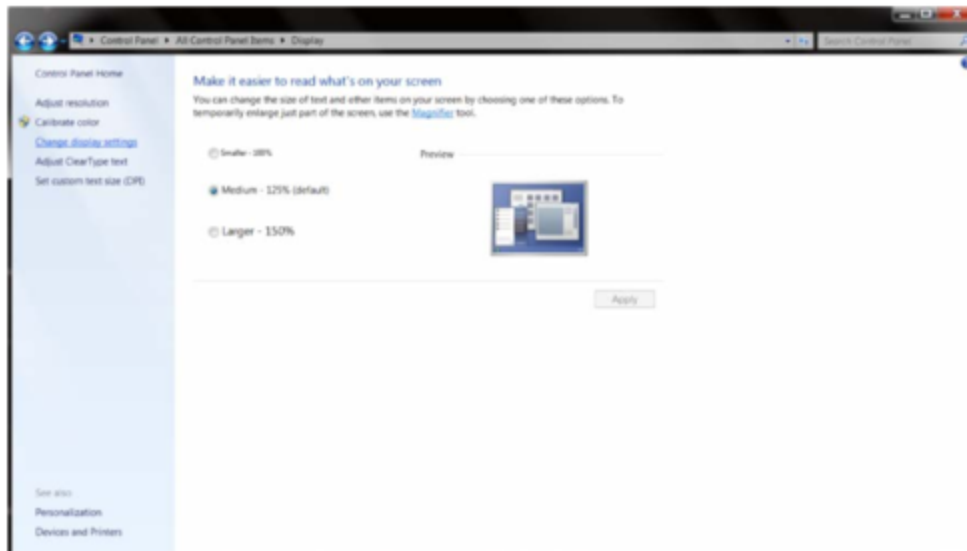 Control Panel ▸ All Control Panel Items ▸ Display
Search Control Panel
Control Panel Home
Adjust resolution
Calibrate color
Change display settings
Adjust ClearType text
Set custom text size (DPI)
Make it easier to read what's on your screen
You can change the size of text and other items on your screen by choosing one of these options. To
temporarily enlarge just part of the screen, use the Magnifier tool.
Smaller - 100%
Preview
Medium - 125% (default)
Larger - 150%
Apply
See also
Personalization
Devices and Printers